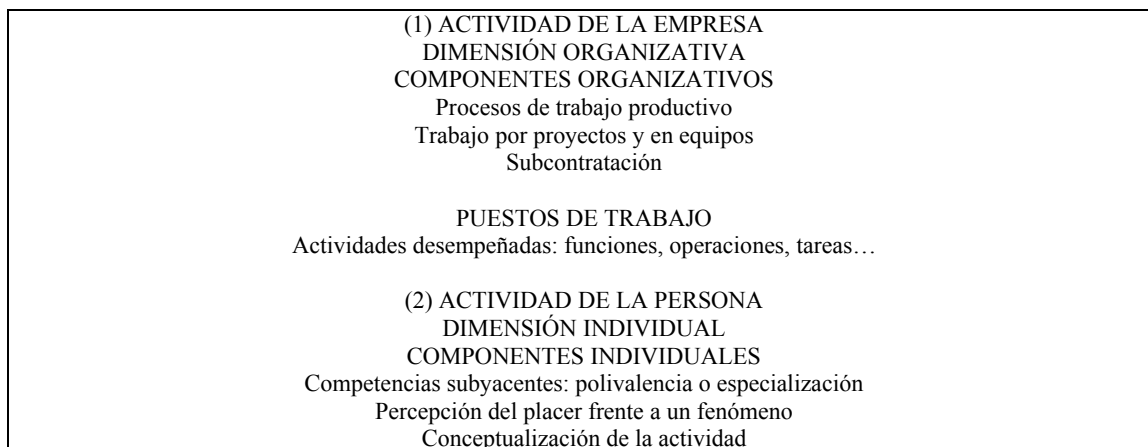 (1) ACTIVIDAD DE LA EMPRESA
DIMENSIÓN ORGANIZATIVA
COMPONENTES ORGANIZATIVOS
Procesos de trabajo productivo
Trabajo por proyectos y en equipos
Subcontratación
PUESTOS DE TRABAJO
Actividades desempeñadas: funciones, operaciones, tareas…
(2) ACTIVIDAD DE LA PERSONA
DIMENSIÓN INDIVIDUAL
COMPONENTES INDIVIDUALES
Competencias subyacentes: polivalencia o especialización
Percepción del placer frente a un fenómeno
Conceptualización de la actividad